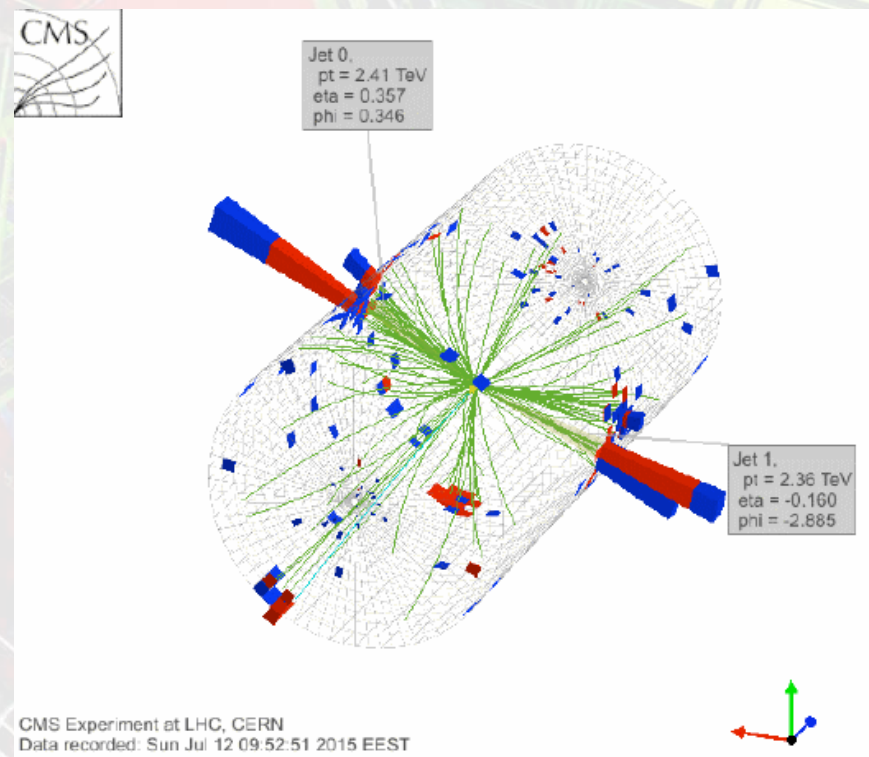 CMS
Jet 0,
pt = 2.41 TeV
eta = 0.357
phi = 0.346
Jet 1,
pt = 2.36 TeV
eta = -0.160
phi = -2.885
CMS Experiment at LHC, CERN
Data recorded: Sun Jul 12 09:52:51 2015 EEST